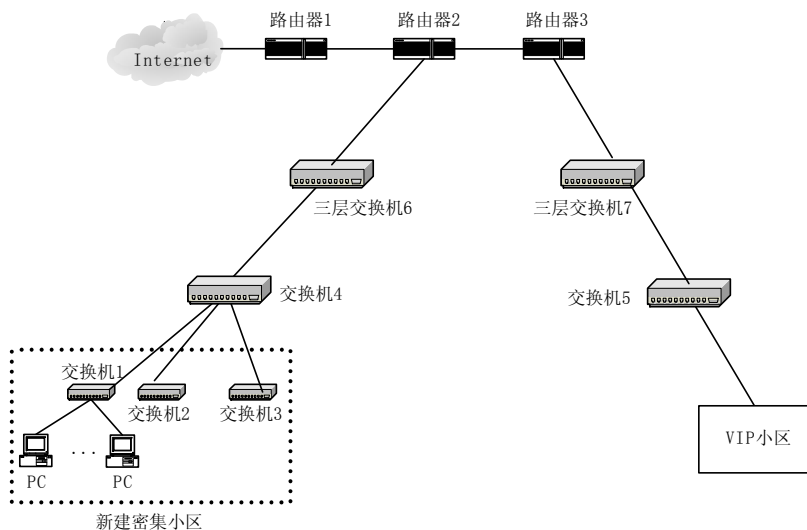 路由器1
路由器2
路由器3
Internet
三层交换机6
三层交换机7
交换机4
交换机5
交换机1
交换机2
交换机3
PC
...
PC
VIP小区
新建密集小区